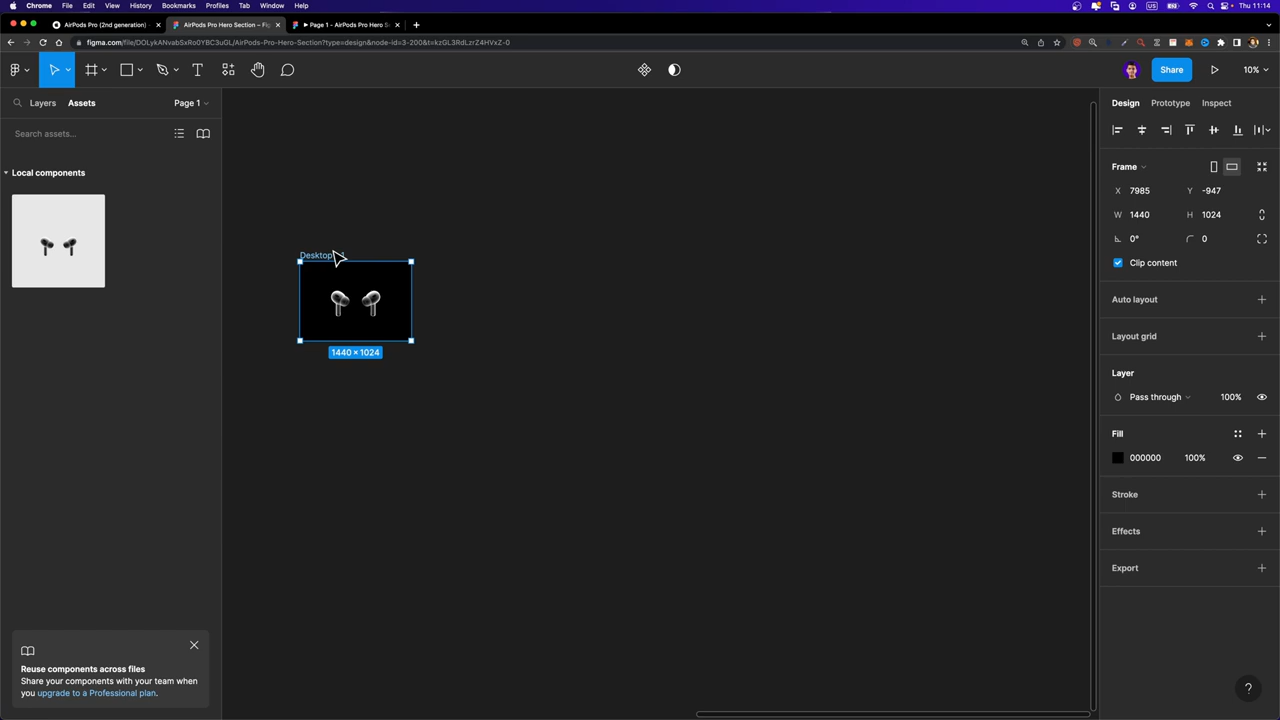 Chrome File Edit View History Bookmarks Profiles Tab Window Help
US
Thu 11:14
AirPods Pro (2nd generation) -
AirPods Pro Hero Section – Fig
Page 1 – AirPods Pro Hero Se
figma.com/file/DOLykANvabSxRo0YBC3uGL/AirPods-Pro-Hero-Section?type=design&node-id=3-200&t=kzGL3RdLzrZ4HVxZ-0
Share
10%
Layers
Assets
Page 1
Design
Prototype
Inspect
Search assets...
Local components
Frame
X 7985
Y -947
W 1440
H 1024
0°
0
Clip content
Desktop
1440 × 1024
Auto layout
Layout grid
Layer
Pass through
100%
Fill
000000
100%
Stroke
Effects
Export
Reuse components across files
Share your components with your team when
you upgrade to a Professional plan.
?